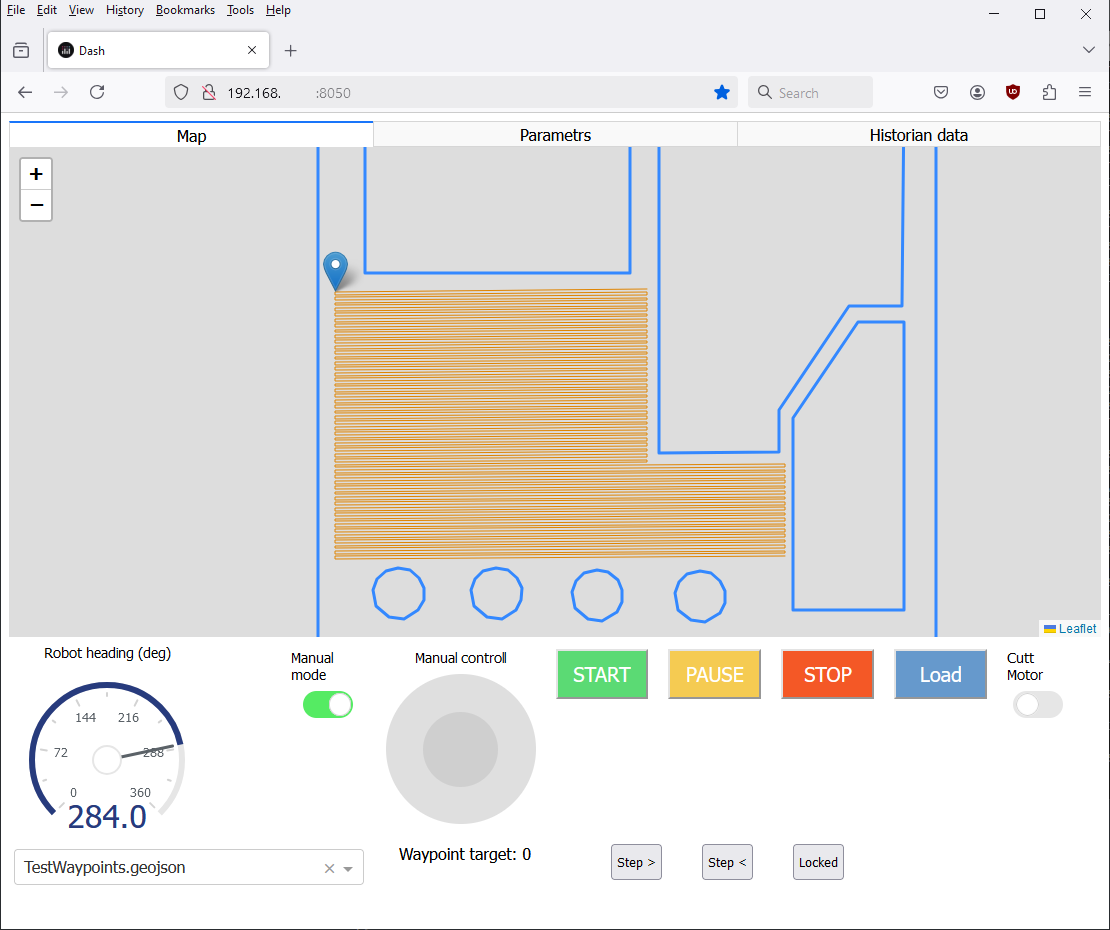 File Edit View History Bookmarks Tools Help
Dash
192.168. :8050
Search
Map Parametrs Historian data
+
−
Leaflet
Robot heading (deg)
Manual
mode
Manual controll
START PAUSE STOP Load
Cutt
Motor
144 216
72 288
0 360
284.0
TestWaypoints.geojson
Waypoint target: 0
Step > Step < Locked